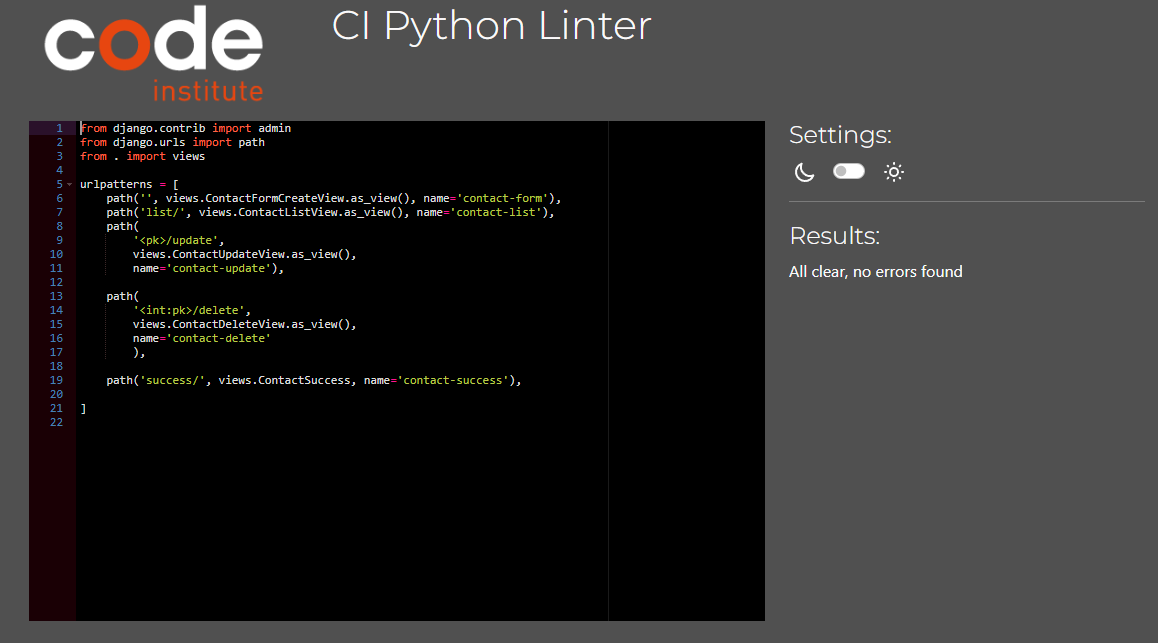 code
institute
CI Python Linter
1 from django.contrib import admin
2 from django.urls import path
3 from . import views
4
5 urlpatterns = [
6     path('', views.ContactFormCreateView.as_view(), name='contact-form'),
7     path('list/', views.ContactListView.as_view(), name='contact-list'),
8     path(
9         '<pk>/update',
10         views.ContactUpdateView.as_view(),
11         name='contact-update'),
12
13     path(
14         '<int:pk>/delete',
15         views.ContactDeleteView.as_view(),
16         name='contact-delete'
17         ),
18
19     path('success/', views.ContactSuccess, name='contact-success'),
20
21 ]
22
Settings:
Results:
All clear, no errors found